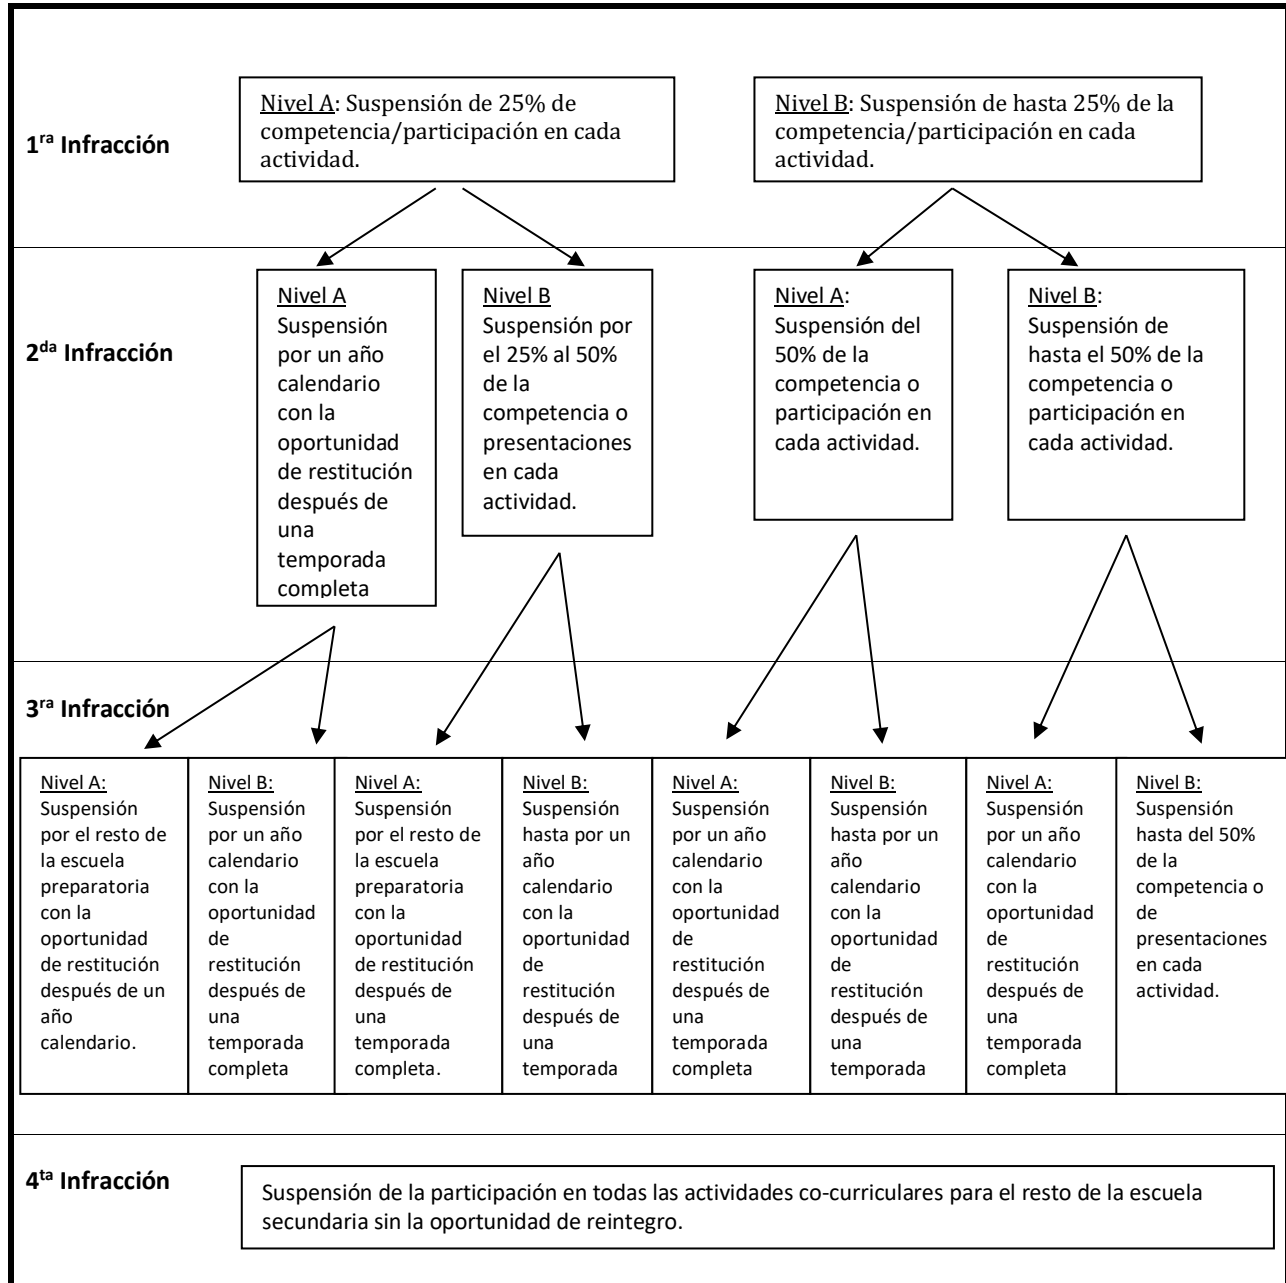 1ra Infracción
Nivel A: Suspensión de 25% de
competencia/participación en cada
actividad.
Nivel B: Suspensión de hasta 25% de la
competencia/participación en cada
actividad.
2da Infracción
Nivel A
Suspensión
por un año
calendario
con la
oportunidad
de restitución
después de
una
temporada
completa
Nivel B
Suspensión por
el 25% al 50%
de la
competencia o
presentaciones
en cada
actividad.
Nivel A:
Suspensión del
50% de la
competencia o
participación en
cada actividad.
Nivel B:
Suspensión de
hasta el 50% de la
competencia o
participación en
cada actividad.
3ra Infracción
Nivel A:
Suspensión
por el resto de
la escuela
preparatoria
con la
oportunidad
de restitución
después de un
año
calendario.
Nivel B:
Suspensión
por un año
calendario
con la
oportunidad
de
restitución
después de
una
temporada
completa
Nivel A:
Suspensión
por el resto de
la escuela
preparatoria
con la
oportunidad
de restitución
después de
una
temporada
completa.
Nivel B:
Suspensión
hasta por un
año
calendario
con la
oportunidad
de
restitución
después de
una
temporada
Nivel A:
Suspensión
por un año
calendario
con la
oportunidad
de
restitución
después de
una
temporada
completa
Nivel B:
Suspensión
hasta por un
año
calendario
con la
oportunidad
de
restitución
después de
una
temporada
Nivel A:
Suspensión
por un año
calendario
con la
oportunidad
de
restitución
después de
una
temporada
completa
Nivel B:
Suspensión
hasta del 50%
de la
competencia o
de
presentaciones
en cada
actividad.
4ta Infracción
Suspensión de la participación en todas las actividades co-curriculares para el resto de la escuela
secundaria sin la oportunidad de reintegro.